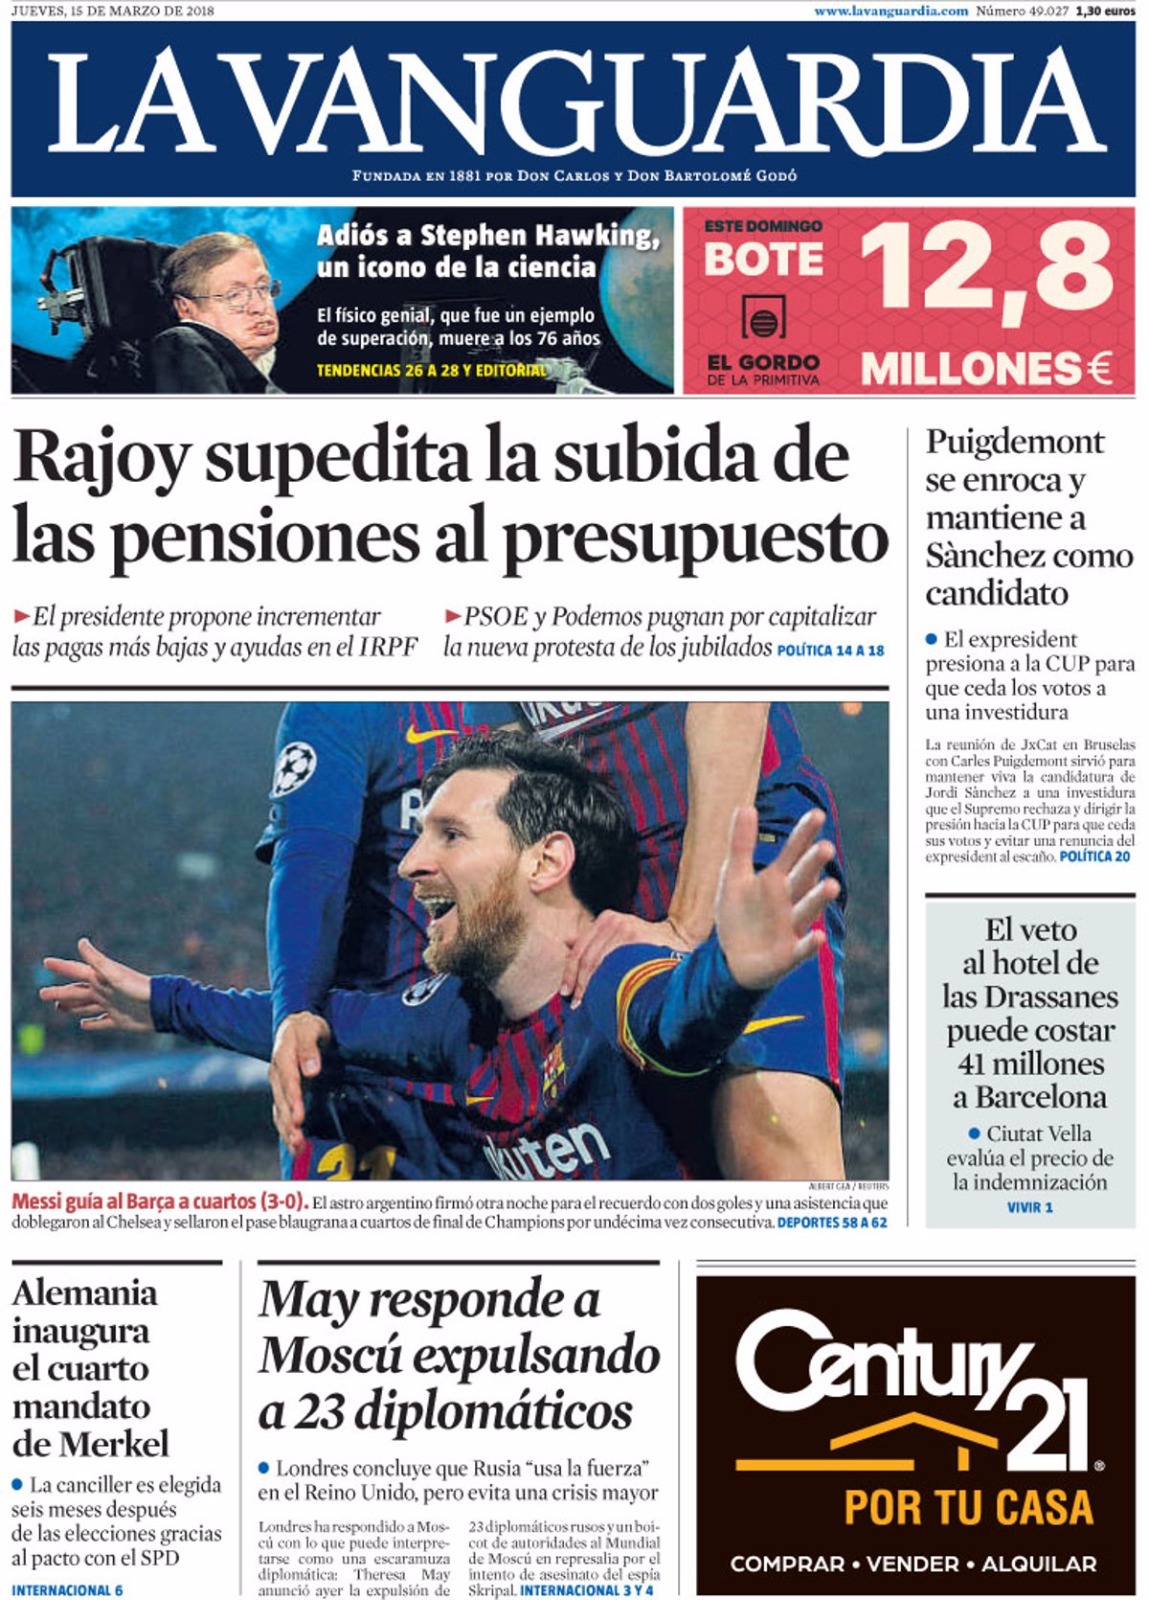 JUEVES, 15 DE MARZO DE 2018
www.lavanguardia.com Número 49.027 1,30 euros
LA VANGUARDIA
FUNDADA EN 1881 POR DON CARLOS Y DON BARTOLOMÉ GODÓ
Adiós a Stephen Hawking,
un icono de la ciencia
El físico genial, que fue un ejemplo
de superación, muere a los 76 años
TENDENCIAS 26 A 28 Y EDITORIAL
ESTE DOMINGO
BOTE
EL GORDO
DE LA PRIMITIVA
12,8
MILLONES €
Rajoy supedita la subida de
las pensiones al presupuesto
►El presidente propone incrementar
las pagas más bajas y ayudas en el IRPF
►PSOE y Podemos pugnan por capitalizar
la nueva protesta de los jubilados POLÍTICA 14 A 18
Puigdemont
se enroca y
mantiene a
Sànchez como
candidato
● El expresident
presiona a la CUP para
que ceda los votos a
una investidura
La reunión de JxCat en Bruselas
con Carles Puigdemont sirvió para
mantener viva la candidatura de
Jordi Sànchez a una investidura
que el Supremo rechaza y dirigir la
presión hacia la CUP para que ceda
sus votos y evitar una renuncia del
expresident al escaño. POLÍTICA 20
El veto
al hotel de
las Drassanes
puede costar
41 millones
a Barcelona
● Ciutat Vella
evalúa el precio de
la indemnización
VIVIR 1
CHAMPIONS
LEAGUE
R
akuten
21
ALBERT GEA / REUTERS
Messi guía al Barça a cuartos (3-0). El astro argentino firmó otra noche para el recuerdo con dos goles y una asistencia que
doblegaron al Chelsea y sellaron el pase blaugrana a cuartos de final de Champions por undécima vez consecutiva. DEPORTES 58 A 62
Alemania
inaugura
el cuarto
mandato
de Merkel
● La canciller es elegida
seis meses después
de las elecciones gracias
al pacto con el SPD
INTERNACIONAL 6
May responde a
Moscú expulsando
a 23 diplomáticos
● Londres concluye que Rusia “usa la fuerza”
en el Reino Unido, pero evita una crisis mayor
Londres ha respondido a Mos-
cú con lo que puede interpre-
tarse como una escaramuza
diplomática: Theresa May
anunció ayer la expulsión de
23 diplomáticos rusos y un boi-
cot de autoridades al Mundial
de Moscú en represalia por el
intento de asesinato del espía
Skripal. INTERNACIONAL 3 Y 4
Century 21®
POR TU CASA
COMPRAR • VENDER • ALQUILAR